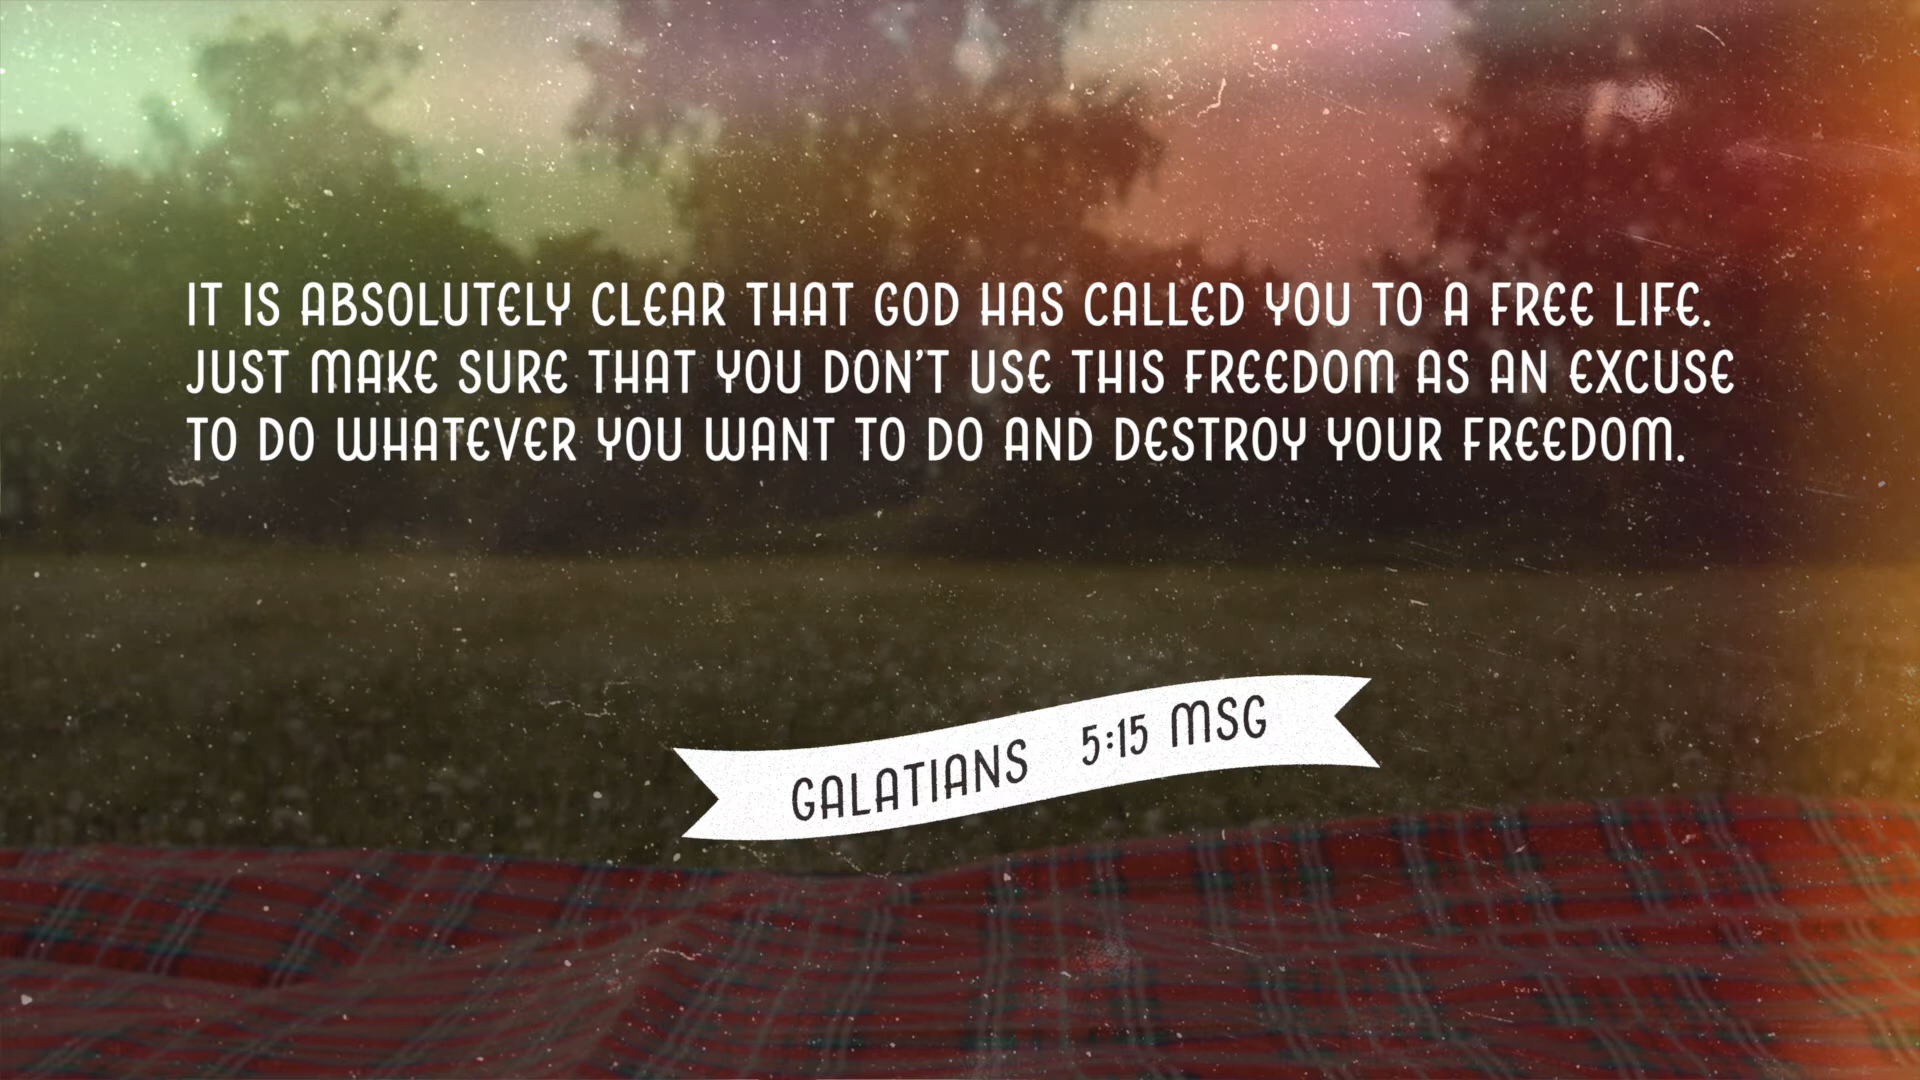 IT IS ABSOLUTELY CLEAR THAT GOD HAS CALLED YOU TO A FREE LIFE.
JUST MAKE SURE THAT YOU DON'T USE THIS FREEDOM AS AN EXCUSE
TO DO WHATEVER YOU WANT TO DO AND DESTROY YOUR FREEDOM.
GALATIANS 5:15 MSG